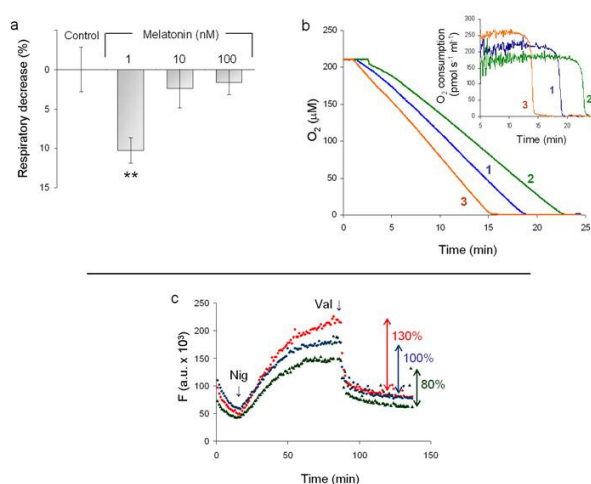 a
Control
Melatonin (nM)
1 10 100
Respiratory decrease (%)
10
5
0
5
10
15
**
b
O₂ (µM)
250
200
150
100
50
0
0 5 10 15 20 25
Time (min)
1
2
3
O₂ consumption
(pmol s⁻¹ ml⁻¹)
300
250
200
150
100
50
0
5 10 15 20
Time (min)
3
1
2
c
F (a.u. x 10³)
250
200
150
100
50
0
0 50 100 150
Time (min)
Nig
Val
130%
100%
80%